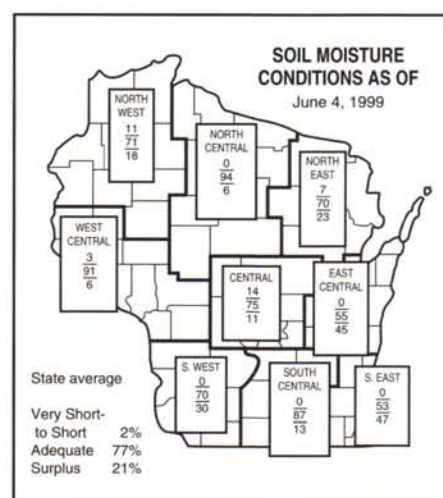 SOIL MOISTURE
CONDITIONS AS OF
June 4, 1999
NORTH
WEST
11
71
18
NORTH
CENTRAL
0
94
6
NORTH
EAST
7
70
23
WEST
CENTRAL
3
91
6
CENTRAL
14
75
11
EAST
CENTRAL
0
55
45
S. WEST
0
70
30
SOUTH
CENTRAL
0
87
13
S. EAST
0
53
47
State average
Very Short-
to Short 2%
Adequate 77%
Surplus 21%